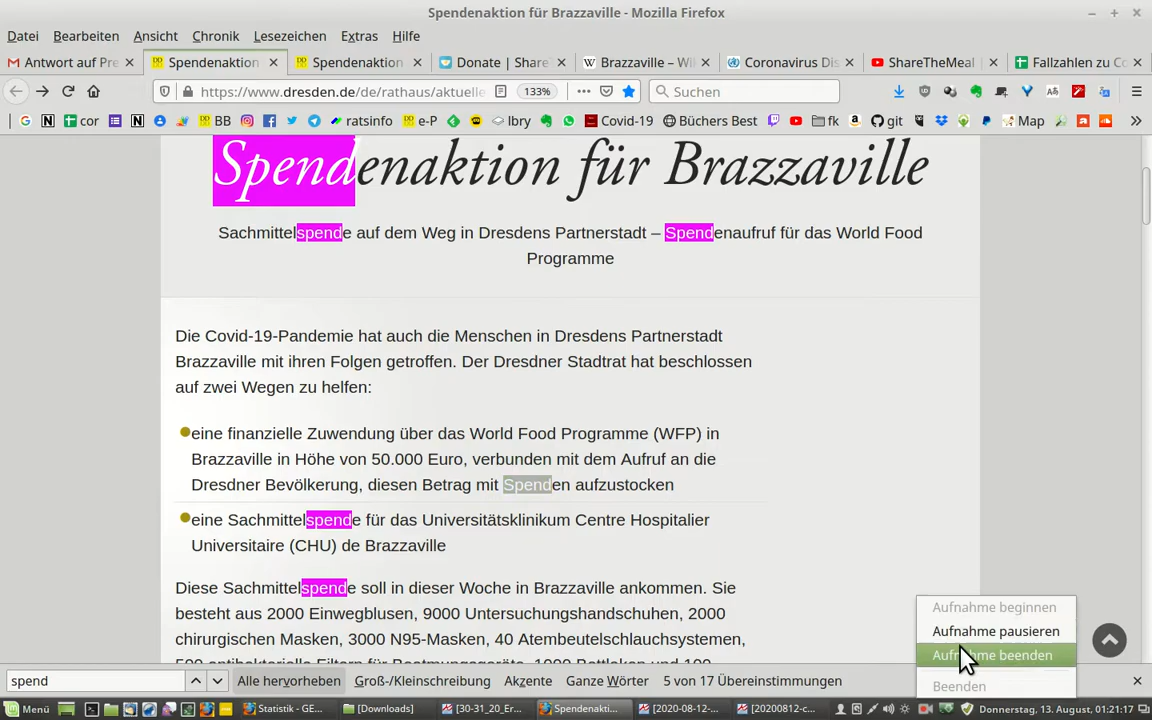 Spendenaktion für Brazzaville - Mozilla Firefox
Datei Bearbeiten Ansicht Chronik Lesezeichen Extras Hilfe
Antwort auf Pre Spendenaktion Spendenaktion Donate | Share Brazzaville – Wi Coronavirus Dis ShareTheMeal Fallzahlen zu Co
https://www.dresden.de/de/rathaus/aktuelle 133% Suchen
cor BB ratsinfo e-P lbry Covid-19 Büchers Best fk git Map
Spendenaktion für Brazzaville
Sachmittelspende auf dem Weg in Dresdens Partnerstadt – Spendenaufruf für das World Food
Programme
Die Covid-19-Pandemie hat auch die Menschen in Dresdens Partnerstadt
Brazzaville mit ihren Folgen getroffen. Der Dresdner Stadtrat hat beschlossen
auf zwei Wegen zu helfen:
eine finanzielle Zuwendung über das World Food Programme (WFP) in
Brazzaville in Höhe von 50.000 Euro, verbunden mit dem Aufruf an die
Dresdner Bevölkerung, diesen Betrag mit Spenden aufzustocken
eine Sachmittelspende für das Universitätsklinikum Centre Hospitalier
Universitaire (CHU) de Brazzaville
Diese Sachmittelspende soll in dieser Woche in Brazzaville ankommen. Sie
besteht aus 2000 Einwegblusen, 9000 Untersuchungshandschuhen, 2000
chirurgischen Masken, 3000 N95-Masken, 40 Atembeutelschlauchsystemen,
Aufnahme beginnen
Aufnahme pausieren
Aufnahme beenden
Beenden
spend Alle hervorheben Groß-/Kleinschreibung Akzente Ganze Wörter 5 von 17 Übereinstimmungen
Menü Statistik - GE... [Downloads] [30-31_20_Er... Spendenakti... [2020-08-12-... [20200812-c... Donnerstag, 13. August, 01:21:17